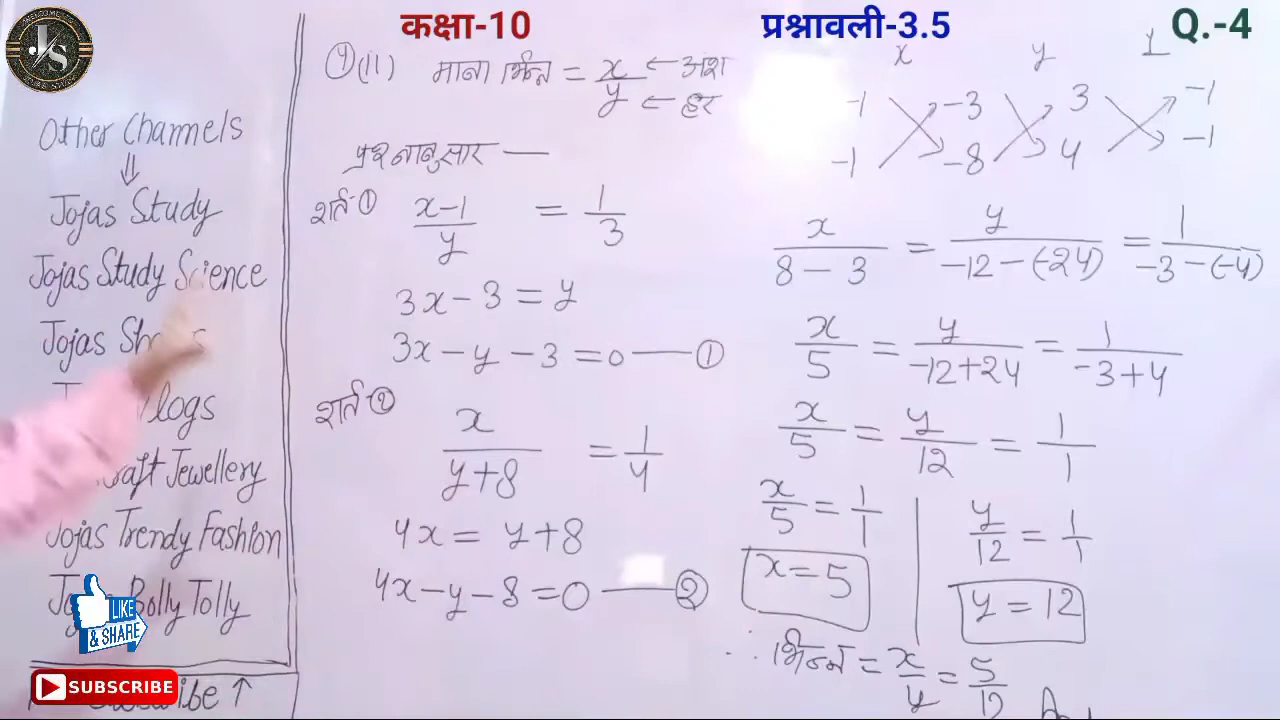 कक्षा-10
प्रश्नावली-3.5
Q.-4
J/S
Other Channels
⇓
Jojas Study
Jojas Study Science
Jojas
logs
Jewellery
Jojas Trendy Fashion
Bolly Tolly
LIKE
& SHARE
SUBSCRIBE
↑
4(II) माना भिन्न = x/y ← अंश
← हर
प्रश्नानुसार —
शर्त-① (x-1)/y = 1/3
3x-3 = y
3x-y-3 = 0 — ①
शर्त-② x/(y+8) = 1/4
4x = y+8
4x-y-8 = 0 — ②
x y 1
-1 -3 3 -1
-1 -8 4 -1
x/(8-3) = y/(-12-(-24)) = 1/(-3-(-4))
x/5 = y/(-12+24) = 1/(-3+4)
x/5 = y/12 = 1/1
x/5 = 1/1
x=5
y/12 = 1/1
y=12
∴ भिन्न = x/y = 5/12